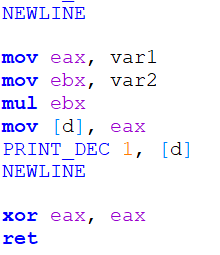 NEWLINE
mov eax, var1
mov ebx, var2
mul ebx
mov [d], eax
PRINT_DEC 1, [d]
NEWLINE
xor eax, eax
ret